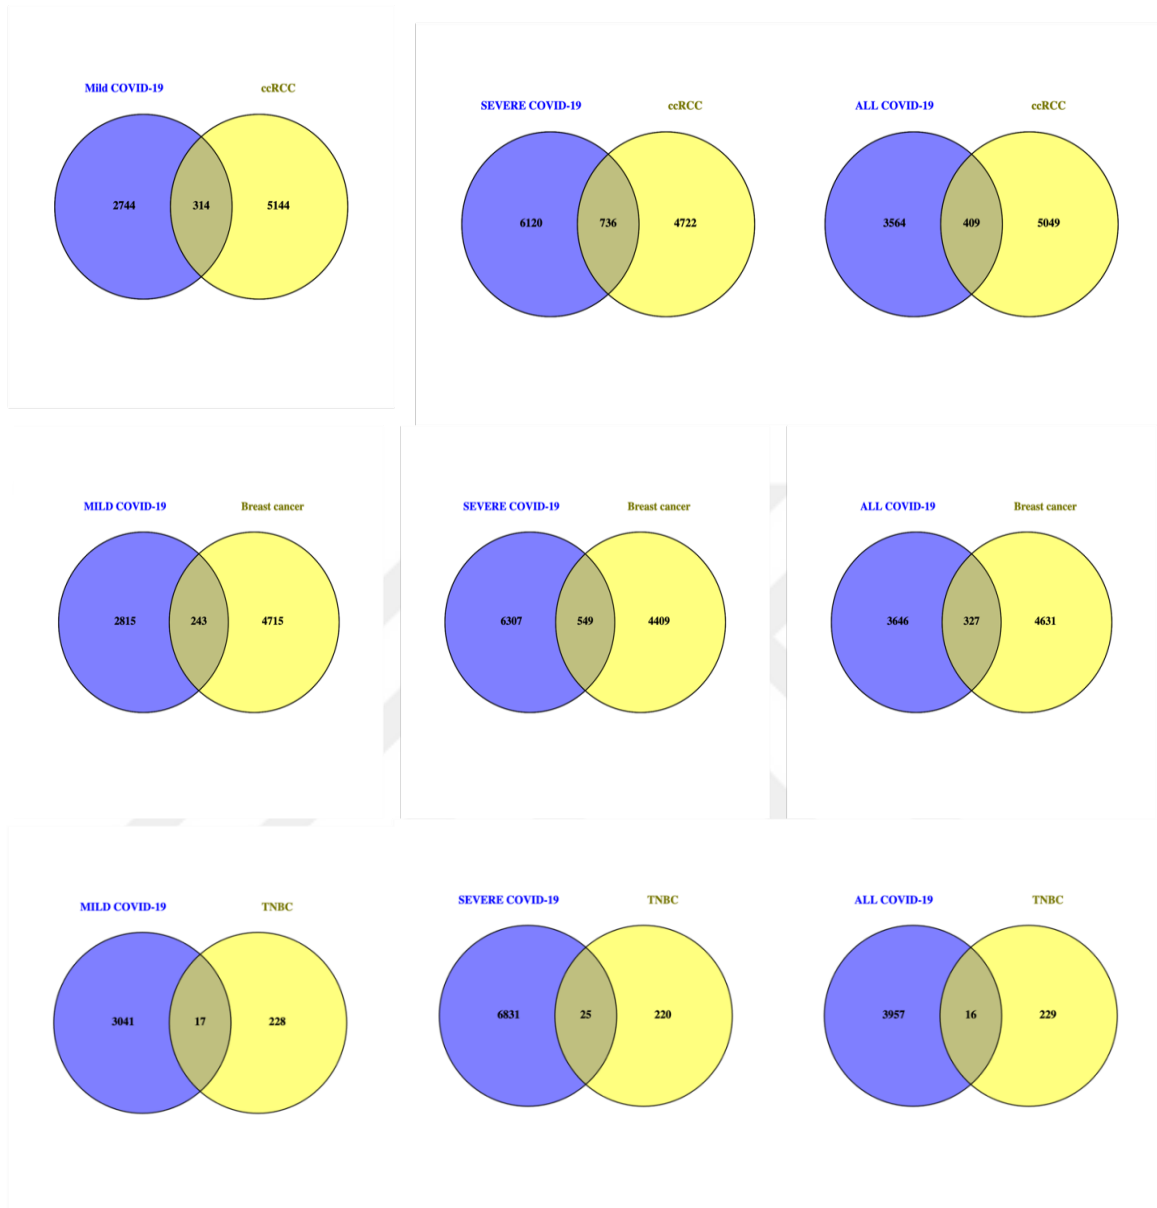 Mild COVID-19 ccRCC
2744 314 5144
SEVERE COVID-19 ccRCC
6120 736 4722
ALL COVID-19 ccRCC
3564 409 5049
MILD COVID-19 Breast cancer
2815 243 4715
SEVERE COVID-19 Breast cancer
6307 549 4409
ALL COVID-19 Breast cancer
3646 327 4631
MILD COVID-19 TNBC
3041 17 228
SEVERE COVID-19 TNBC
6831 25 220
ALL COVID-19 TNBC
3957 16 229